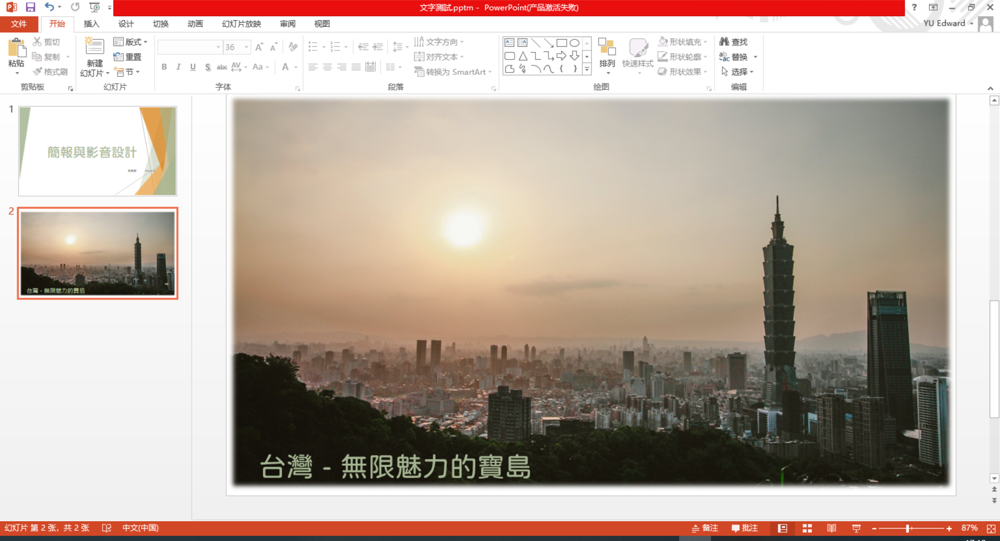 文字測試.pptm - PowerPoint(产品激活失败)
?
文件 开始 插入 设计 切换 动画 幻灯片放映 审阅 视图 YU Edward
粘贴 剪切 复制 格式刷
剪贴板
新建 幻灯片 版式 重置 节
幻灯片
36
B I U S abc AV Aa A
字体
文字方向 对齐文本 转换为 SmartArt
段落
排列 快速样式 形状填充 形状轮廓 形状效果
绘图
查找 替换 选择
编辑
1
簡報與影音設計
2
台灣 - 無限魅力的寶島
台灣 - 無限魅力的寶島
幻灯片 第 2 张，共 2 张 中文(中国) 备注 批注 87%